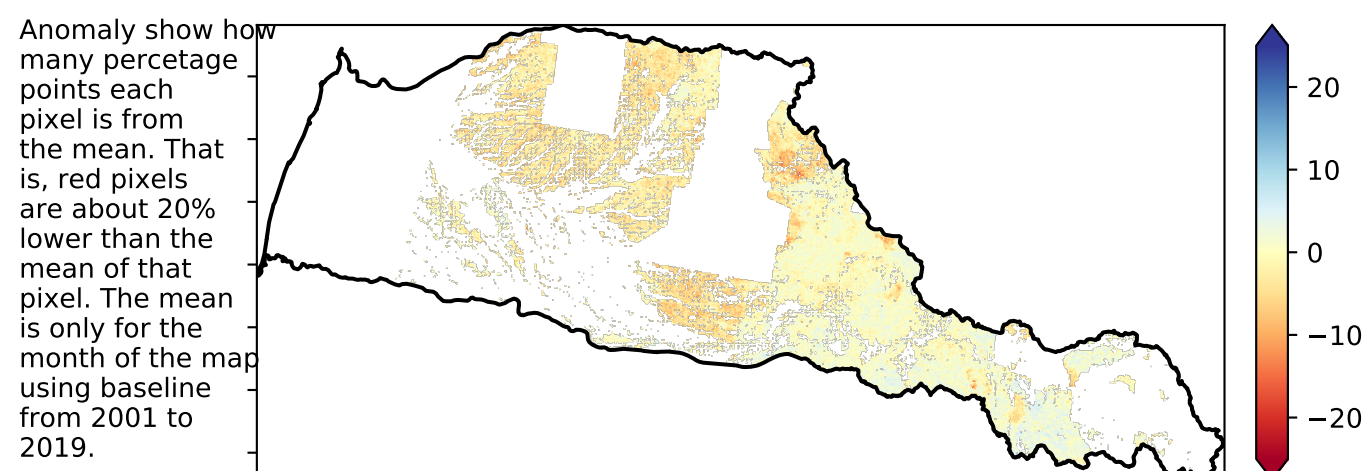 Anomaly show how
many percetage
points each
pixel is from
the mean. That
is, red pixels
are about 20%
lower than the
mean of that
pixel. The mean
is only for the
month of the map
using baseline
from 2001 to
2019.
20
10
0
−10
−20